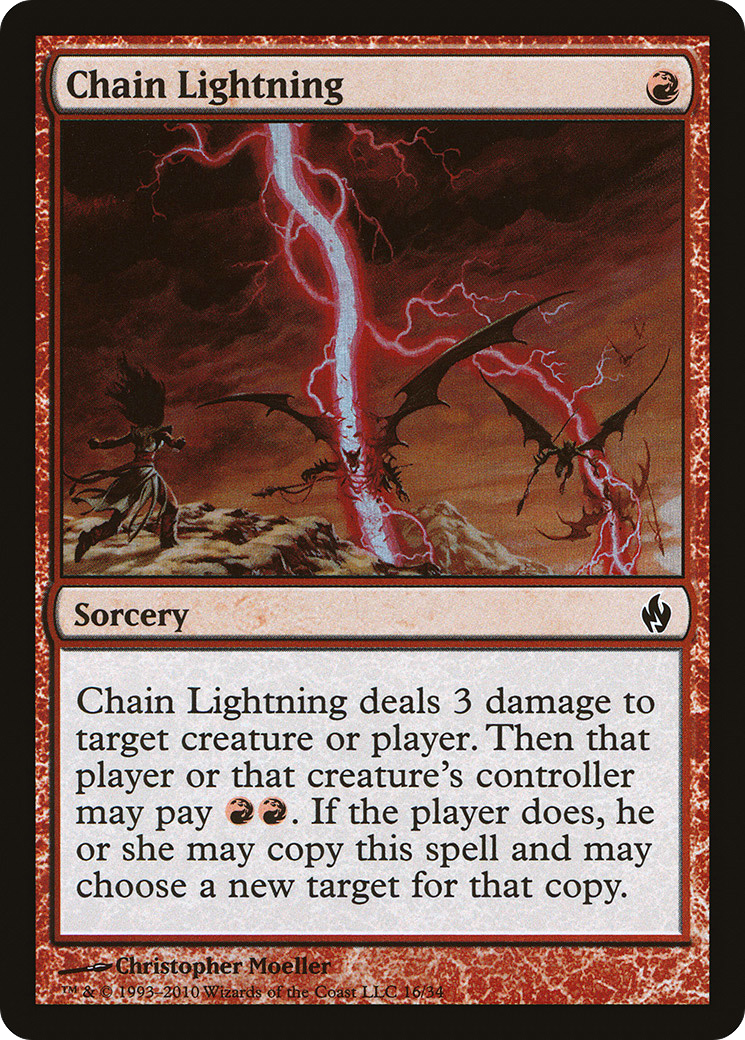 Chain Lightning
Sorcery
Chain Lightning deals 3 damage to
target creature or player. Then that
player or that creature's controller
may pay . If the player does, he
or she may copy this spell and may
choose a new target for that copy.
Christopher Moeller
™ & © 1993–2010 Wizards of the Coast LLC 16/34